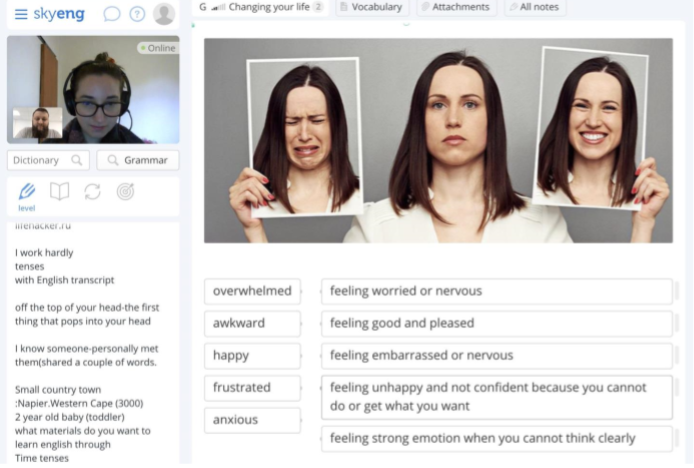 skyeng
G Changing your life 2
Vocabulary
Attachments
All notes
Online
Dictionary
Grammar
level
lifehacker.ru
I work hardly
tenses
with English transcript
off the top of your head-the first
thing that pops into your head
I know someone-personally met
them(shared a couple of words.
Small country town
:Napier.Western Cape (3000)
2 year old baby (toddler)
what materials do you want to
learn english through
Time tenses
overwhelmed
feeling worried or nervous
awkward
feeling good and pleased
happy
feeling embarrassed or nervous
frustrated
feeling unhappy and not confident because you cannot
do or get what you want
anxious
feeling strong emotion when you cannot think clearly